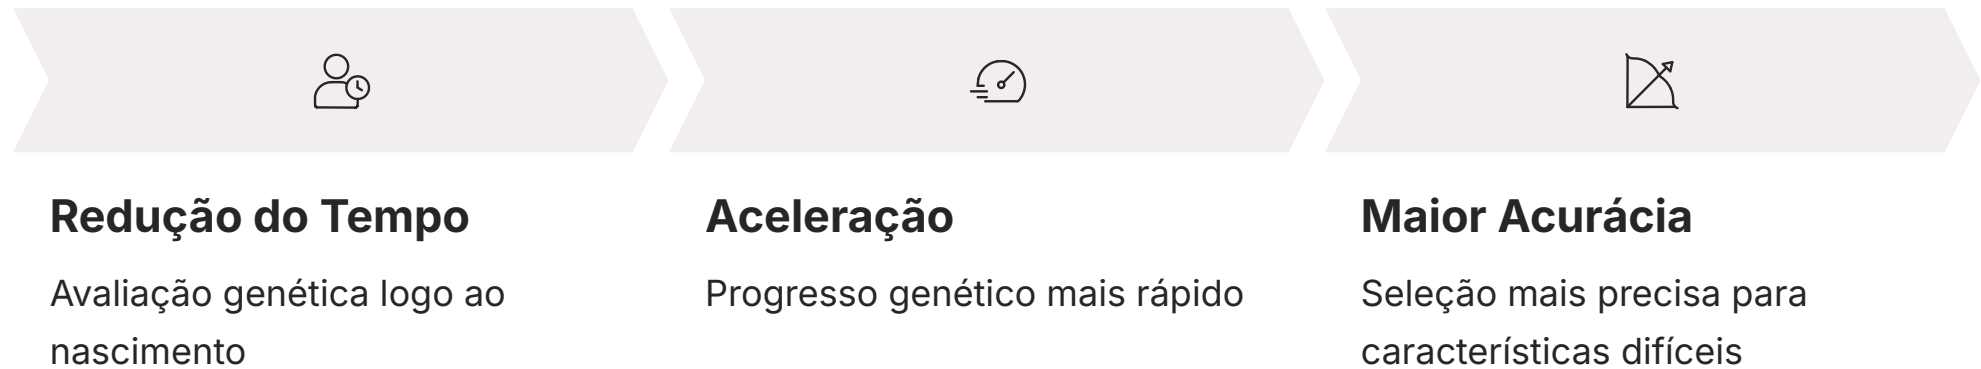 Redução do Tempo
Avaliação genética logo ao
nascimento
Aceleração
Progresso genético mais rápido
Maior Acurácia
Seleção mais precisa para
características difíceis